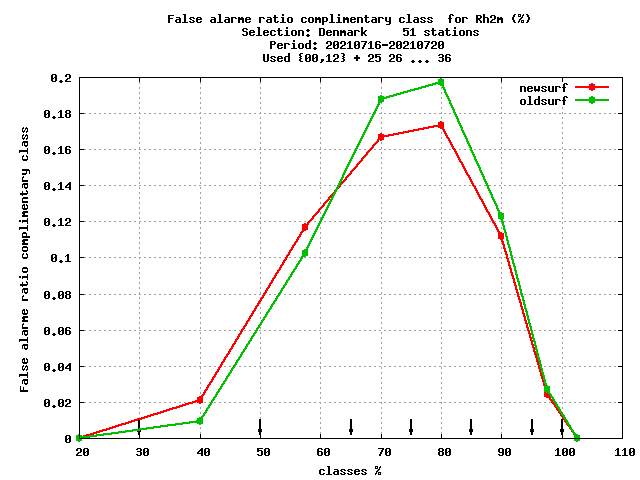 False alarme ratio complimentary class  for Rh2m (%)
Selection: Denmark     51 stations
Period: 20210716-20210720
Used {00,12} + 25 26 ... 36
newsurf
oldsurf
False alarme ratio complimentary class
0.2
0.18
0.16
0.14
0.12
0.1
0.08
0.06
0.04
0.02
0
20 30 40 50 60 70 80 90 100 110
classes %